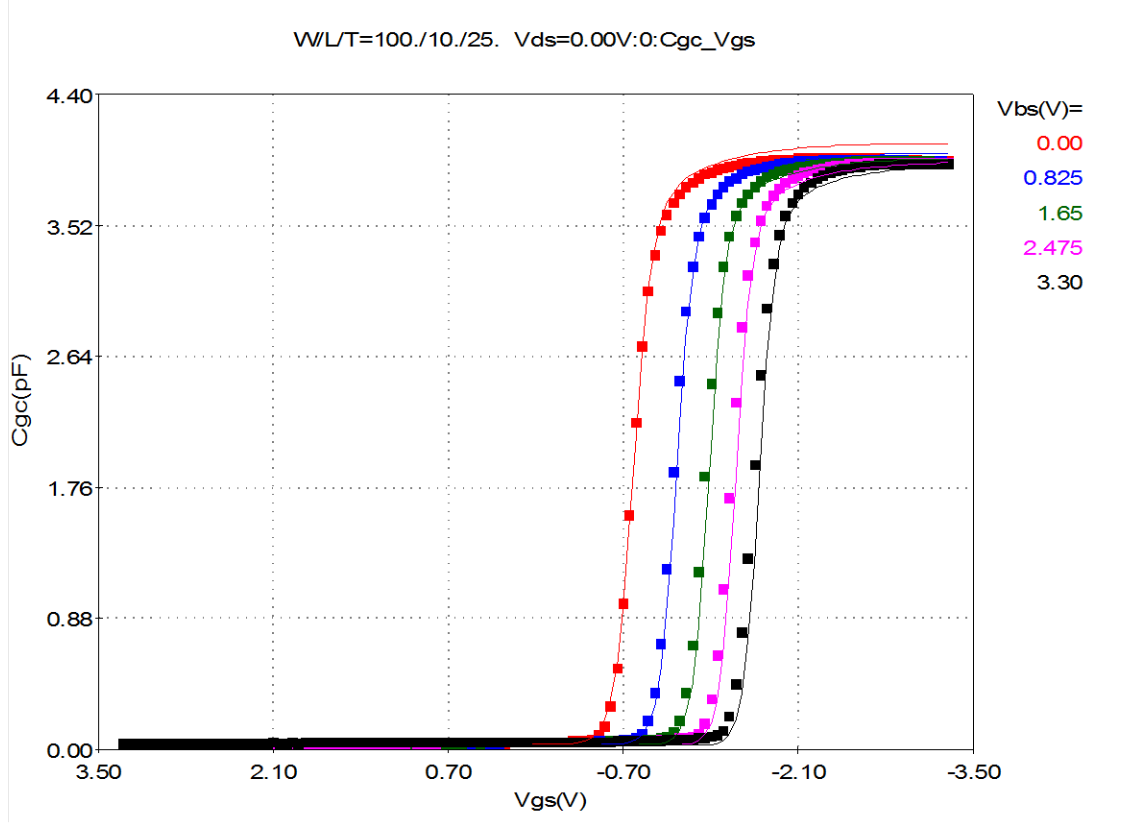 W/L/T=100./10./25. Vds=0.00V:0:Cgc_Vgs
Vbs(V)=
0.00
0.825
1.65
2.475
3.30
4.40
3.52
2.64
1.76
0.88
0.00
Cgc(pF)
3.50 2.10 0.70 -0.70 -2.10 -3.50
Vgs(V)